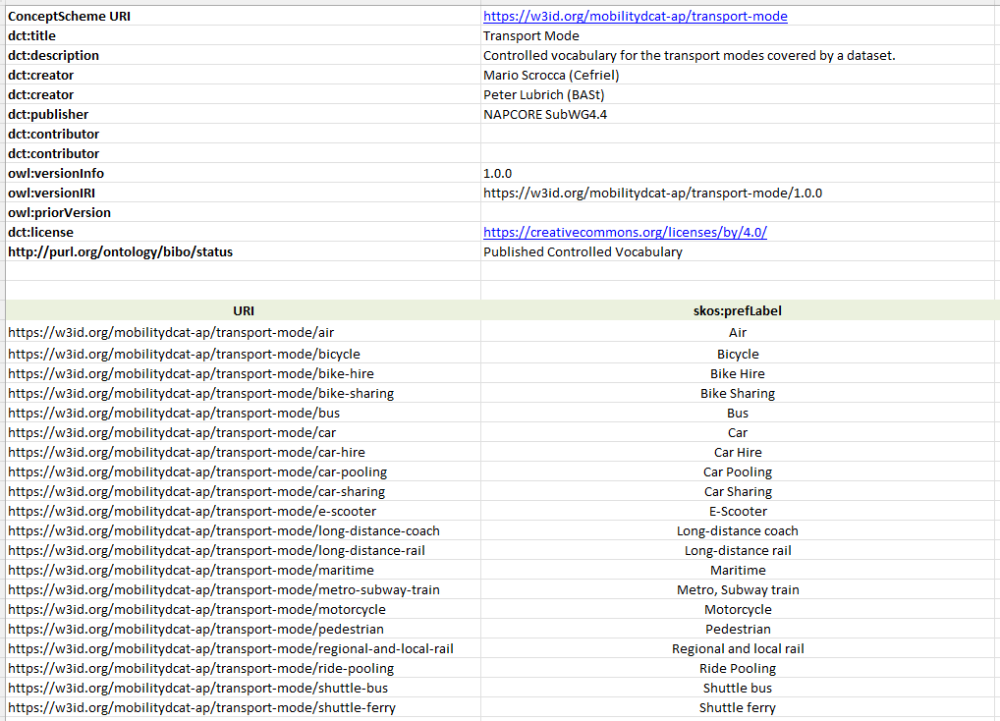 ConceptScheme URI https://w3id.org/mobilitydcat-ap/transport-mode
dct:title Transport Mode
dct:description Controlled vocabulary for the transport modes covered by a dataset.
dct:creator Mario Scrocca (Cefriel)
dct:creator Peter Lubrich (BASt)
dct:publisher NAPCORE SubWG4.4
dct:contributor
dct:contributor
owl:versionInfo 1.0.0
owl:versionIRI https://w3id.org/mobilitydcat-ap/transport-mode/1.0.0
owl:priorVersion
dct:license https://creativecommons.org/licenses/by/4.0/
http://purl.org/ontology/bibo/status Published Controlled Vocabulary
URI skos:prefLabel
https://w3id.org/mobilitydcat-ap/transport-mode/air Air
https://w3id.org/mobilitydcat-ap/transport-mode/bicycle Bicycle
https://w3id.org/mobilitydcat-ap/transport-mode/bike-hire Bike Hire
https://w3id.org/mobilitydcat-ap/transport-mode/bike-sharing Bike Sharing
https://w3id.org/mobilitydcat-ap/transport-mode/bus Bus
https://w3id.org/mobilitydcat-ap/transport-mode/car Car
https://w3id.org/mobilitydcat-ap/transport-mode/car-hire Car Hire
https://w3id.org/mobilitydcat-ap/transport-mode/car-pooling Car Pooling
https://w3id.org/mobilitydcat-ap/transport-mode/car-sharing Car Sharing
https://w3id.org/mobilitydcat-ap/transport-mode/e-scooter E-Scooter
https://w3id.org/mobilitydcat-ap/transport-mode/long-distance-coach Long-distance coach
https://w3id.org/mobilitydcat-ap/transport-mode/long-distance-rail Long-distance rail
https://w3id.org/mobilitydcat-ap/transport-mode/maritime Maritime
https://w3id.org/mobilitydcat-ap/transport-mode/metro-subway-train Metro, Subway train
https://w3id.org/mobilitydcat-ap/transport-mode/motorcycle Motorcycle
https://w3id.org/mobilitydcat-ap/transport-mode/pedestrian Pedestrian
https://w3id.org/mobilitydcat-ap/transport-mode/regional-and-local-rail Regional and local rail
https://w3id.org/mobilitydcat-ap/transport-mode/ride-pooling Ride Pooling
https://w3id.org/mobilitydcat-ap/transport-mode/shuttle-bus Shuttle bus
https://w3id.org/mobilitydcat-ap/transport-mode/shuttle-ferry Shuttle ferry